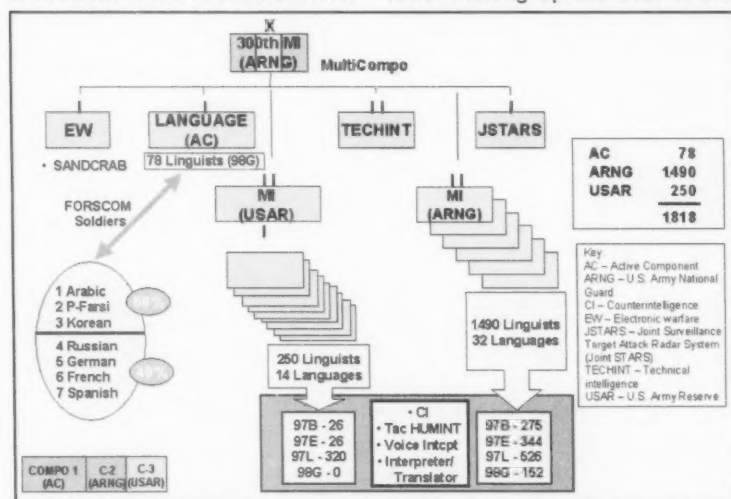 X
300th MI
(ARNG)
MultiCompo
EW
• SANDCRAB
LANGUAGE
(AC)
78 Linguists (98G)
TECHINT
JSTARS
FORSCOM
Soldiers
MI
(USAR)
MI
(ARNG)
AC 78
ARNG 1490
USAR 250
1818
1 Arabic
2 P-Farsi
3 Korean
4 Russian
5 German
6 French
7 Spanish
Key
AC – Active Component
ARNG – U.S. Army National
Guard
CI – Counterintelligence
EW – Electronic warfare
JSTARS – Joint Surveillance
Target Attack Radar System
(Joint STARS)
TECHINT – Technical
intelligence
USAR – U.S. Army Reserve
250 Linguists
14 Languages
1490 Linguists
32 Languages
97B - 26
97E - 26
97L - 320
98G - 0
• CI
• Tac HUMINT
• Voice Intcpt
• Interpreter/
Translator
97B - 275
97E - 344
97L - 526
98G - 152
COMPO 1
(AC)
C-2
(ARNG)
C-3
(USAR)